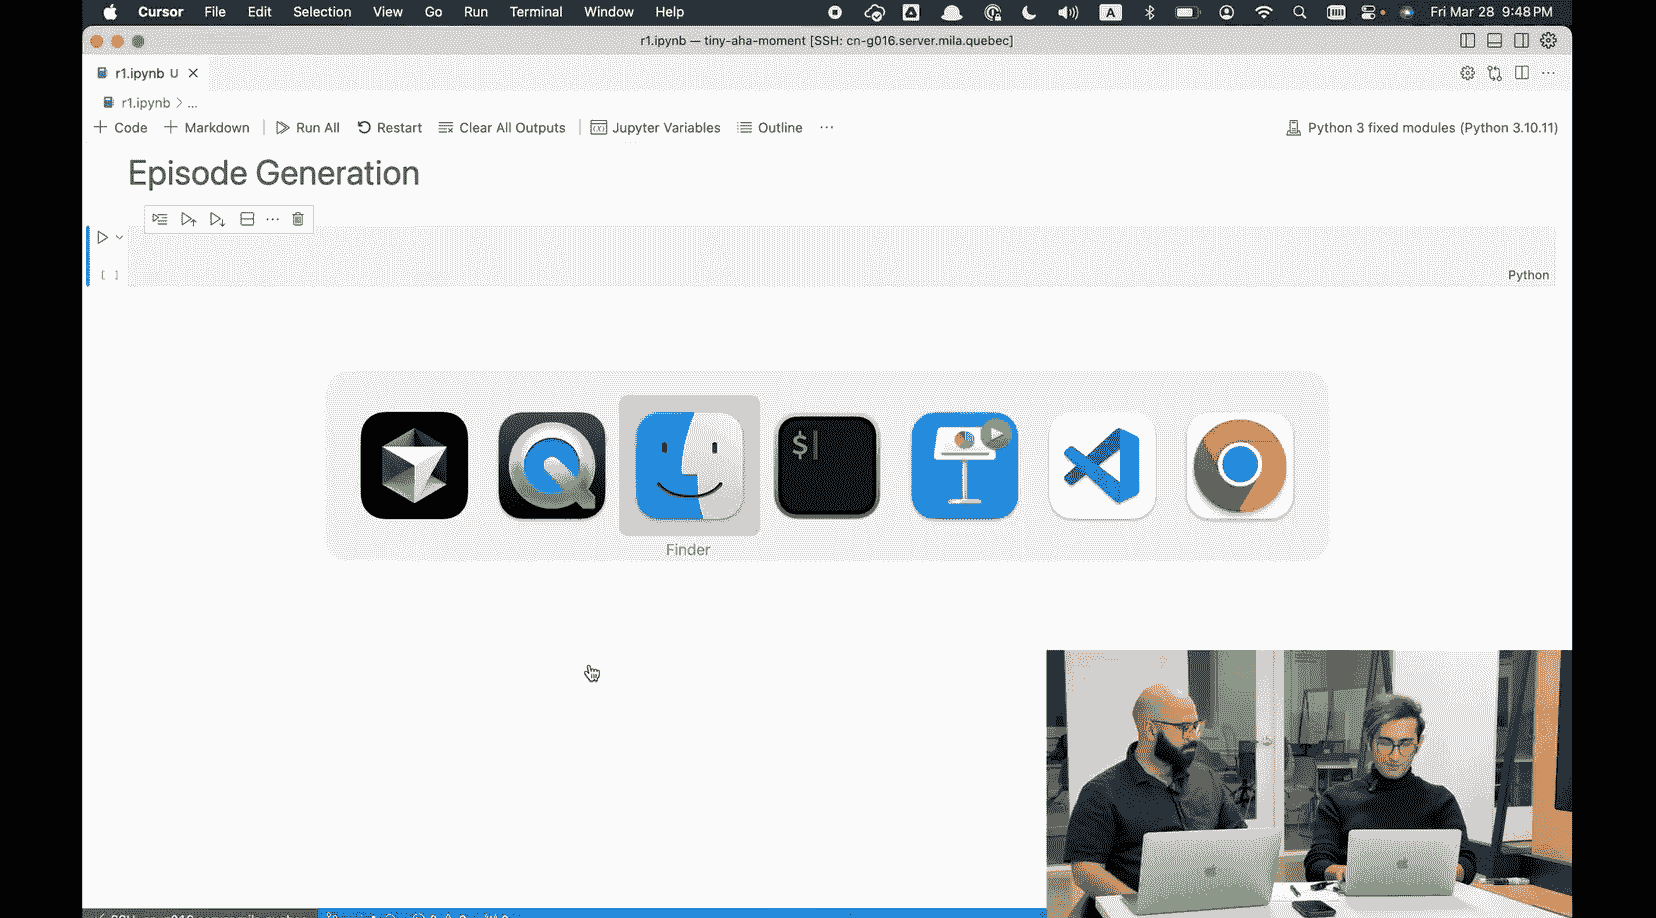 Cursor File Edit Selection View Go Run Terminal Window Help A Fri Mar 28 9:48 PM
r1.ipynb — tiny-aha-moment [SSH: cn-g016.server.mila.quebec]
r1.ipynb U
r1.ipynb > ...
Code Markdown Run All Restart Clear All Outputs Jupyter Variables Outline ... Python 3 fixed modules (Python 3.10.11)
Episode Generation
[ ]
Python
$
Finder